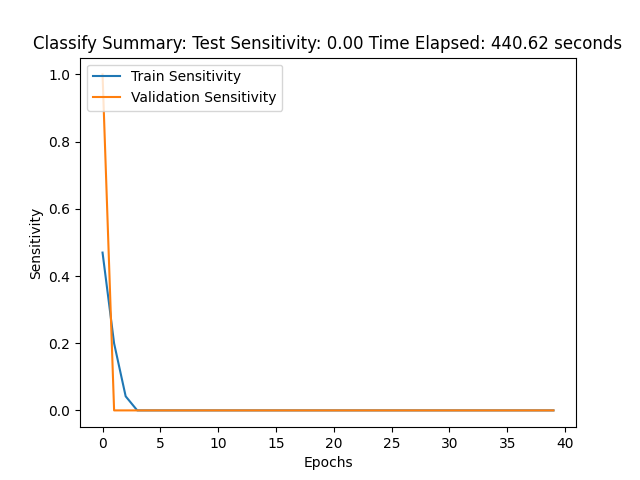 Classify Summary: Test Sensitivity: 0.00 Time Elapsed: 440.62 seconds
Train Sensitivity
Validation Sensitivity
1.0
0.8
0.6
0.4
0.2
0.0
Sensitivity
0 5 10 15 20 25 30 35 40
Epochs